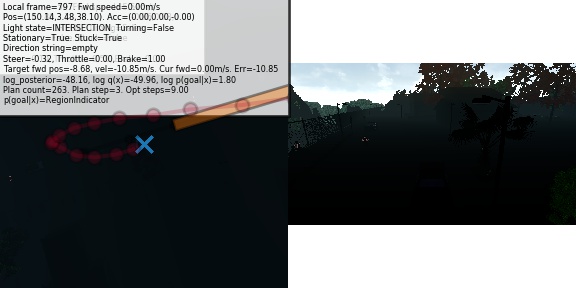 Local frame=797. Fwd speed=0.00m/s
Pos=(150.14,3.48,38.10). Acc=(0.00,0.00,-0.00)
Light state=INTERSECTION. Turning=False
Stationary=True. Stuck=True
Direction string=empty
Steer=-0.32, Throttle=0.00, Brake=1.00
Target fwd pos=-8.68, vel=-10.85m/s. Cur fwd=0.00m/s. Err=-10.85
log_posterior=-48.16, log q(x)=-49.96, log p(goal|x)=1.80
Plan count=263. Plan step=3. Opt steps=9.00
p(goal|x)=RegionIndicator